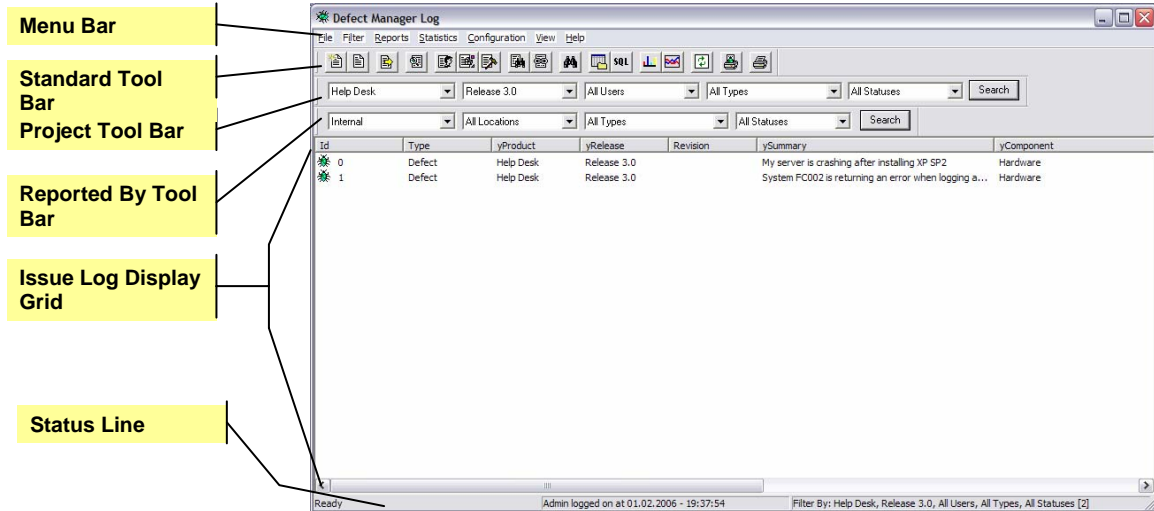 Menu Bar
Standard Tool
Bar
Project Tool Bar
Reported By Tool
Bar
Issue Log Display
Grid
Status Line
Defect Manager Log
File Filter Reports Statistics Configuration View Help
SQL
Help Desk Release 3.0 All Users All Types All Statuses Search
Internal All Locations All Types All Statuses Search
Id Type yProduct yRelease Revision ySummary yComponent
0 Defect Help Desk Release 3.0 My server is crashing after installing XP SP2 Hardware
1 Defect Help Desk Release 3.0 System FC002 is returning an error when logging a... Hardware
Ready Admin logged on at 01.02.2006 - 19:37:54 Filter By: Help Desk, Release 3.0, All Users, All Types, All Statuses [2]